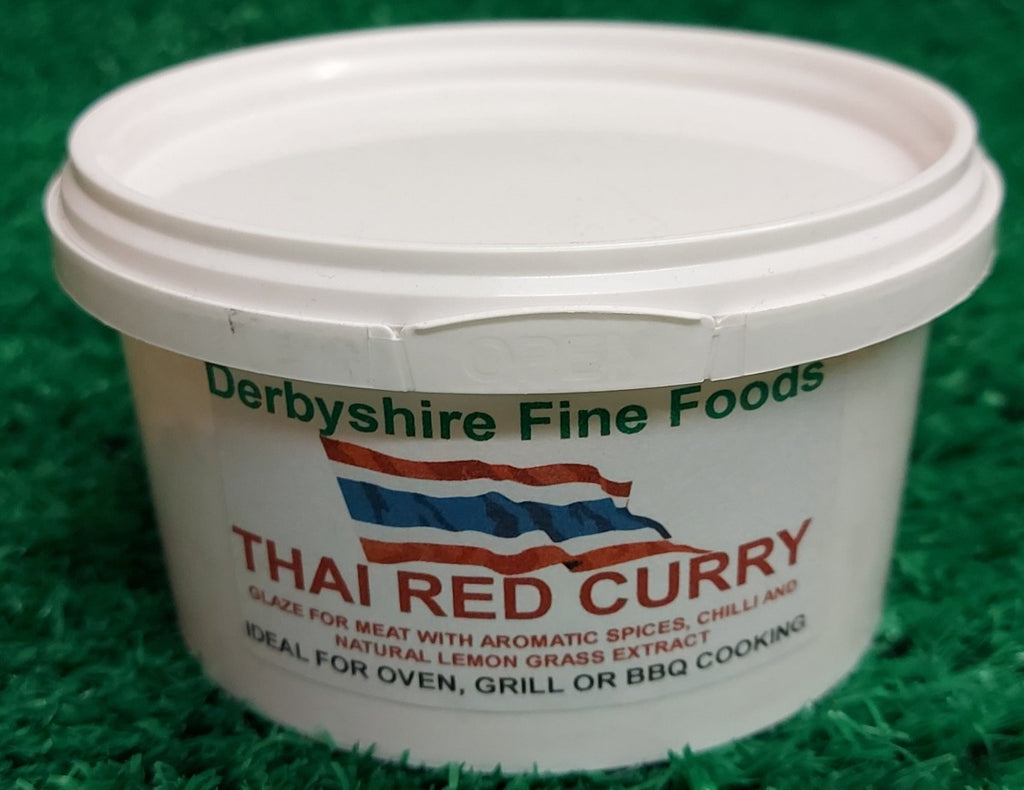 OPEN
Derbyshire Fine Foods
THAI RED CURRY
GLAZE FOR MEAT WITH AROMATIC SPICES, CHILLI AND
NATURAL LEMON GRASS EXTRACT
IDEAL FOR OVEN, GRILL OR BBQ COOKING